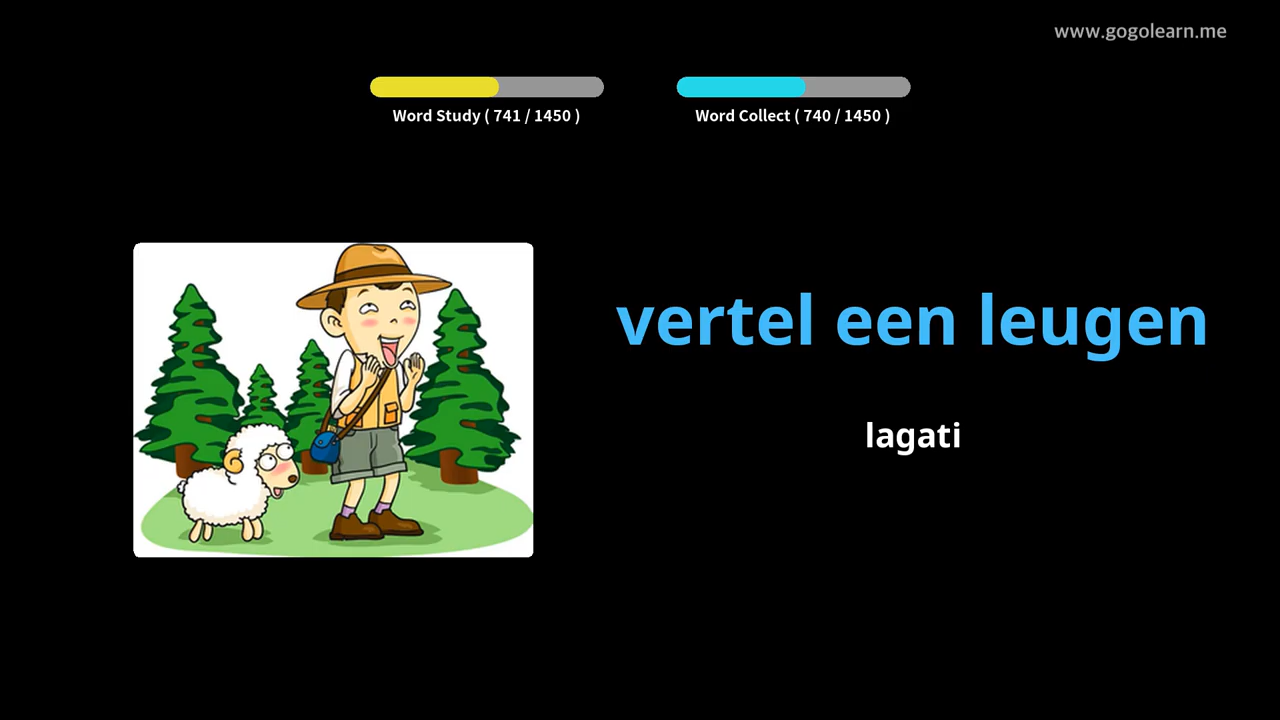 www.gogolearn.me
Word Study ( 741 / 1450 )
Word Collect ( 740 / 1450 )
vertel een leugen
lagati